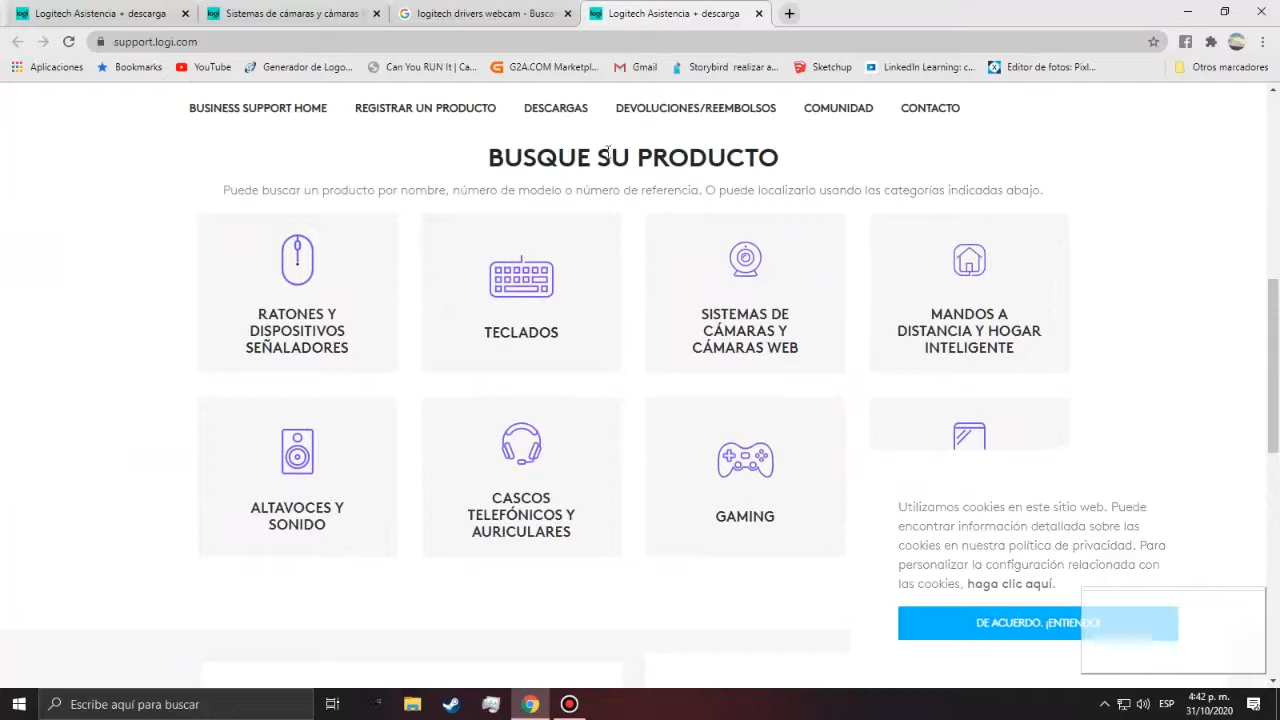 Logitech Asistencia + descarga
Sistemas de cámaras y cámaras
logitech drivers webcam - Busca
Logitech Asistencia + descarga
support.logi.com
Aplicaciones
Bookmarks
YouTube
Generador de Logo...
Can You RUN It | Ca...
G2A.COM Marketpl...
Gmail
Storybird realizar a...
Sketchup
LinkedIn Learning: c...
Editor de fotos: Pixl...
Otros marcadores
BUSINESS SUPPORT HOME
REGISTRAR UN PRODUCTO
DESCARGAS
DEVOLUCIONES/REEMBOLSOS
COMUNIDAD
CONTACTO
BUSQUE SU PRODUCTO
Puede buscar un producto por nombre, número de modelo o número de referencia. O puede localizarlo usando las categorías indicadas abajo.
RATONES Y
DISPOSITIVOS
SEÑALADORES
TECLADOS
SISTEMAS DE
CÁMARAS Y
CÁMARAS WEB
MANDOS A
DISTANCIA Y HOGAR
INTELIGENTE
ALTAVOCES Y
SONIDO
CASCOS
TELEFÓNICOS Y
AURICULARES
GAMING
Utilizamos cookies en este sitio web. Puede
encontrar información detallada sobre las
cookies en nuestra política de privacidad. Para
personalizar la configuración relacionada con
las cookies, haga clic aquí.
DE ACUERDO. ¡ENTIENDO!
Escribe aquí para buscar
ESP
4:42 p. m.
31/10/2020